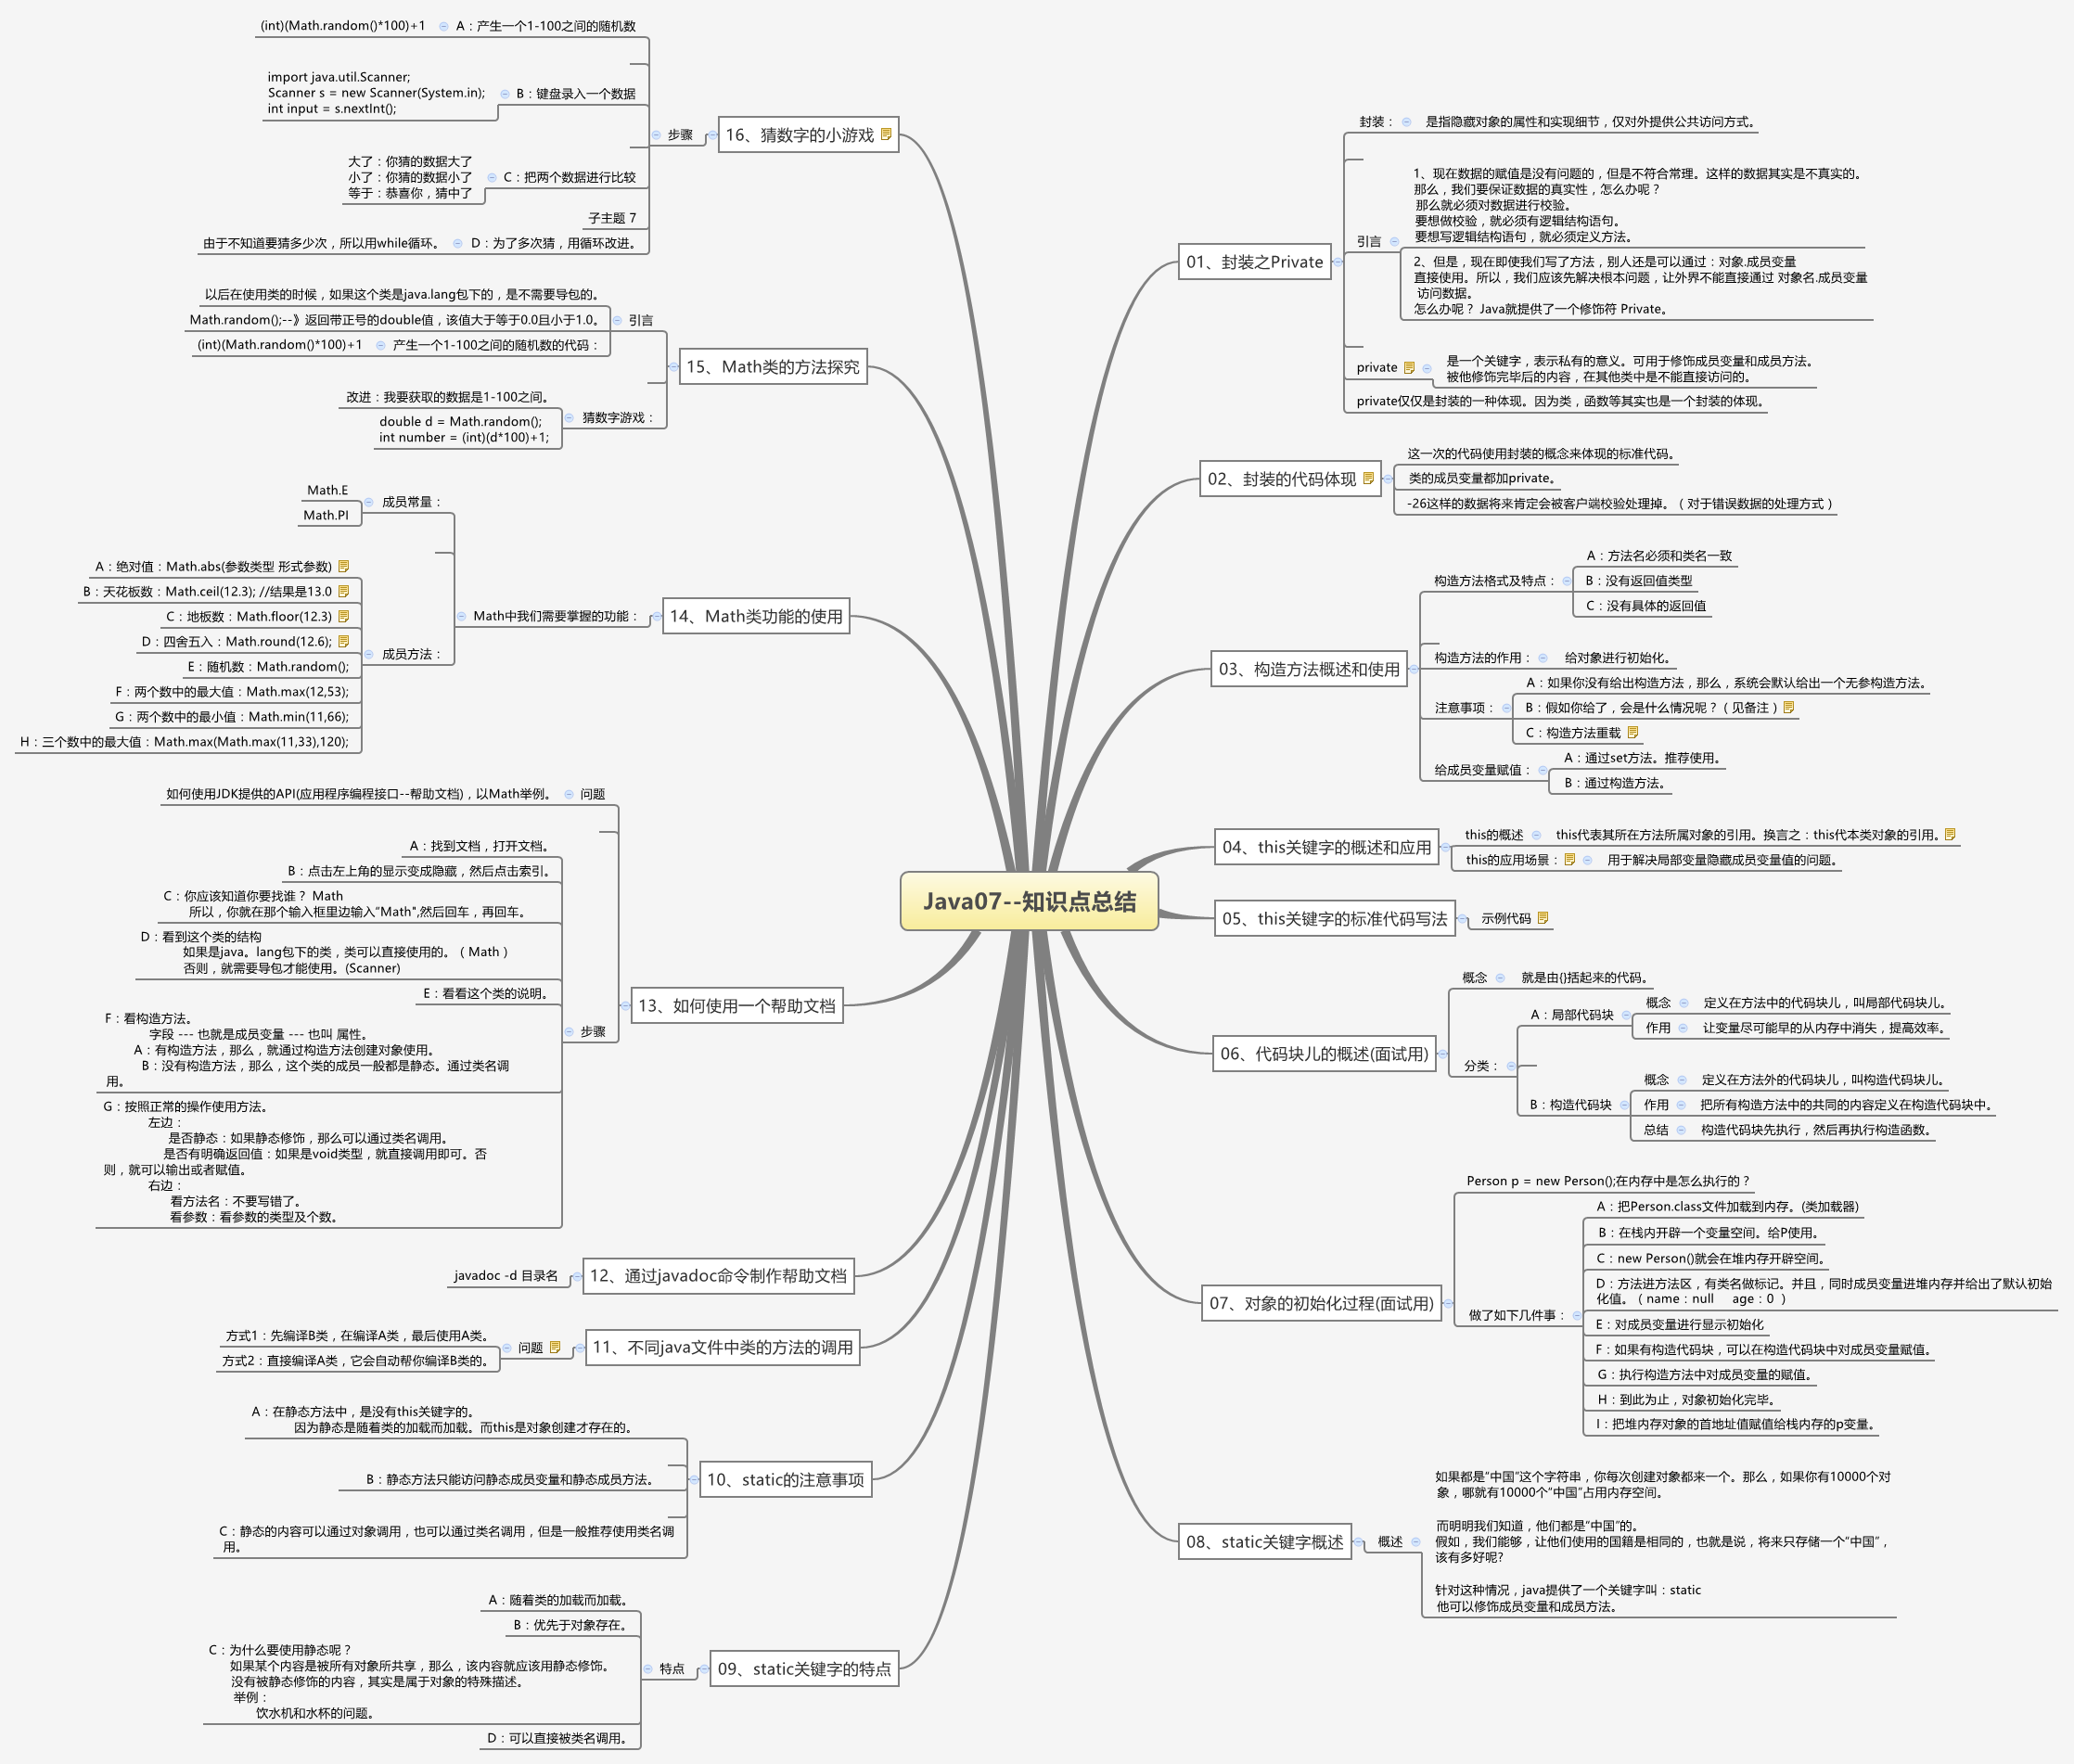 Java07--知识点总结
01、封装之Private
封装：
是指隐藏对象的属性和实现细节，仅对外提供公共访问方式。
引言
1、现在数据的赋值是没有问题的，但是不符合常理。这样的数据其实是不真实的。
那么，我们要保证数据的真实性，怎么办呢？
那么就必须对数据进行校验。
要想做校验，就必须有逻辑结构语句。
要想写逻辑结构语句，就必须定义方法。
2、但是，现在即使我们写了方法，别人还是可以通过：对象.成员变量
直接使用。所以，我们应该先解决根本问题，让外界不能直接通过 对象名.成员变量
访问数据。
怎么办呢？ Java就提供了一个修饰符 Private。
private
是一个关键字，表示私有的意义。可用于修饰成员变量和成员方法。
被他修饰完毕后的内容，在其他类中是不能直接访问的。
private仅仅是封装的一种体现。因为类，函数等其实也是一个封装的体现。
02、封装的代码体现
这一次的代码使用封装的概念来体现的标准代码。
类的成员变量都加private。
-26这样的数据将来肯定会被客户端校验处理掉。（对于错误数据的处理方式）
03、构造方法概述和使用
构造方法格式及特点：
A：方法名必须和类名一致
B：没有返回值类型
C：没有具体的返回值
构造方法的作用：
给对象进行初始化。
注意事项：
A：如果你没有给出构造方法，那么，系统会默认给出一个无参构造方法。
B：假如你给了，会是什么情况呢？（见备注）
C：构造方法重载
给成员变量赋值：
A：通过set方法。推荐使用。
B：通过构造方法。
04、this关键字的概述和应用
this的概述
this代表其所在方法所属对象的引用。换言之：this代本类对象的引用。
this的应用场景：
用于解决局部变量隐藏成员变量值的问题。
05、this关键字的标准代码写法
示例代码
06、代码块儿的概述(面试用)
概念
就是由{}括起来的代码。
分类：
A：局部代码块
概念
定义在方法中的代码块儿，叫局部代码块儿。
作用
让变量尽可能早的从内存中消失，提高效率。
B：构造代码块
概念
定义在方法外的代码块儿，叫构造代码块儿。
作用
把所有构造方法中的共同的内容定义在构造代码块中。
总结
构造代码块先执行，然后再执行构造函数。
07、对象的初始化过程(面试用)
Person p = new Person();在内存中是怎么执行的？
做了如下几件事：
A：把Person.class文件加载到内存。(类加载器)
B：在栈内开辟一个变量空间。给P使用。
C：new Person()就会在堆内存开辟空间。
D：方法进方法区，有类名做标记。并且，同时成员变量进堆内存并给出了默认初始
化值。（name：null age：0 ）
E：对成员变量进行显示初始化
F：如果有构造代码块，可以在构造代码块中对成员变量赋值。
G：执行构造方法中对成员变量的赋值。
H：到此为止，对象初始化完毕。
I：把堆内存对象的首地址值赋值给栈内存的p变量。
08、static关键字概述
概述
如果都是"中国"这个字符串，你每次创建对象都来一个。那么，如果你有10000个对
象，哪就有10000个"中国"占用内存空间。
而明明我们知道，他们都是"中国"的。
假如，我们能够，让他们使用的国籍是相同的，也就是说，将来只存储一个"中国"，
该有多好呢?
针对这种情况，java提供了一个关键字叫：static
他可以修饰成员变量和成员方法。
09、static关键字的特点
特点
A：随着类的加载而加载。
B：优先于对象存在。
C：为什么要使用静态呢？
如果某个内容是被所有对象所共享，那么，该内容就应该用静态修饰。
没有被静态修饰的内容，其实是属于对象的特殊描述。
举例：
饮水机和水杯的问题。
D：可以直接被类名调用。
10、static的注意事项
A：在静态方法中，是没有this关键字的。
因为静态是随着类的加载而加载。而this是对象创建才存在的。
B：静态方法只能访问静态成员变量和静态成员方法。
C：静态的内容可以通过对象调用，也可以通过类名调用，但是一般推荐使用类名调
用。
11、不同java文件中类的方法的调用
问题
方式1：先编译B类，在编译A类，最后使用A类。
方式2：直接编译A类，它会自动帮你编译B类的。
12、通过javadoc命令制作帮助文档
javadoc -d 目录名
13、如何使用一个帮助文档
问题
如何使用JDK提供的API(应用程序编程接口--帮助文档)，以Math举例。
步骤
A：找到文档，打开文档。
B：点击左上角的显示变成隐藏，然后点击索引。
C：你应该知道你要找谁？ Math
所以，你就在那个输入框里边输入"Math",然后回车，再回车。
D：看到这个类的结构
如果是java。lang包下的类，类可以直接使用的。（Math）
否则，就需要导包才能使用。(Scanner)
E：看看这个类的说明。
F：看构造方法。
字段 --- 也就是成员变量 --- 也叫 属性。
A：有构造方法，那么，就通过构造方法创建对象使用。
B：没有构造方法，那么，这个类的成员一般都是静态。通过类名调
用。
G：按照正常的操作使用方法。
左边：
是否静态：如果静态修饰，那么可以通过类名调用。
是否有明确返回值：如果是void类型，就直接调用即可。否
则，就可以输出或者赋值。
右边：
看方法名：不要写错了。
看参数：看参数的类型及个数。
14、Math类功能的使用
Math中我们需要掌握的功能：
成员常量：
Math.E
Math.PI
成员方法：
A：绝对值：Math.abs(参数类型 形式参数)
B：天花板数：Math.ceil(12.3); //结果是13.0
C：地板数：Math.floor(12.3)
D：四舍五入：Math.round(12.6);
E：随机数：Math.random();
F：两个数中的最大值：Math.max(12,53);
G：两个数中的最小值：Math.min(11,66);
H：三个数中的最大值：Math.max(Math.max(11,33),120);
15、Math类的方法探究
引言
以后在使用类的时候，如果这个类是java.lang包下的，是不需要导包的。
Math.random();--》返回带正号的double值，该值大于等于0.0且小于1.0。
产生一个1-100之间的随机数的代码：
(int)(Math.random()*100)+1
猜数字游戏：
改进：我要获取的数据是1-100之间。
double d = Math.random();
int number = (int)(d*100)+1;
16、猜数字的小游戏
步骤
A：产生一个1-100之间的随机数
(int)(Math.random()*100)+1
B：键盘录入一个数据
import java.util.Scanner;
Scanner s = new Scanner(System.in);
int input = s.nextInt();
C：把两个数据进行比较
大了：你猜的数据大了
小了：你猜的数据小了
等于：恭喜你，猜中了
子主题 7
D：为了多次猜，用循环改进。
由于不知道要猜多少次，所以用while循环。